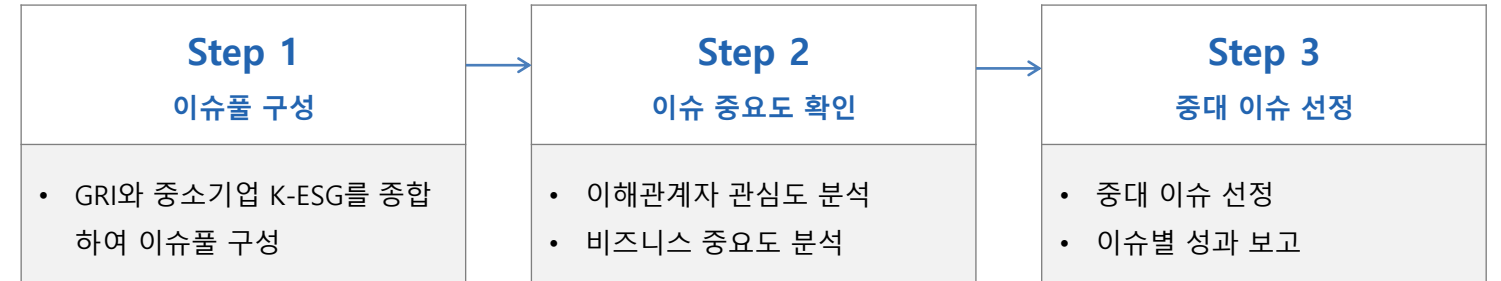 Step 1
이슈풀 구성
• GRI와 중소기업 K-ESG를 종합
하여 이슈풀 구성
Step 2
이슈 중요도 확인
• 이해관계자 관심도 분석
• 비즈니스 중요도 분석
Step 3
중대 이슈 선정
• 중대 이슈 선정
• 이슈별 성과 보고